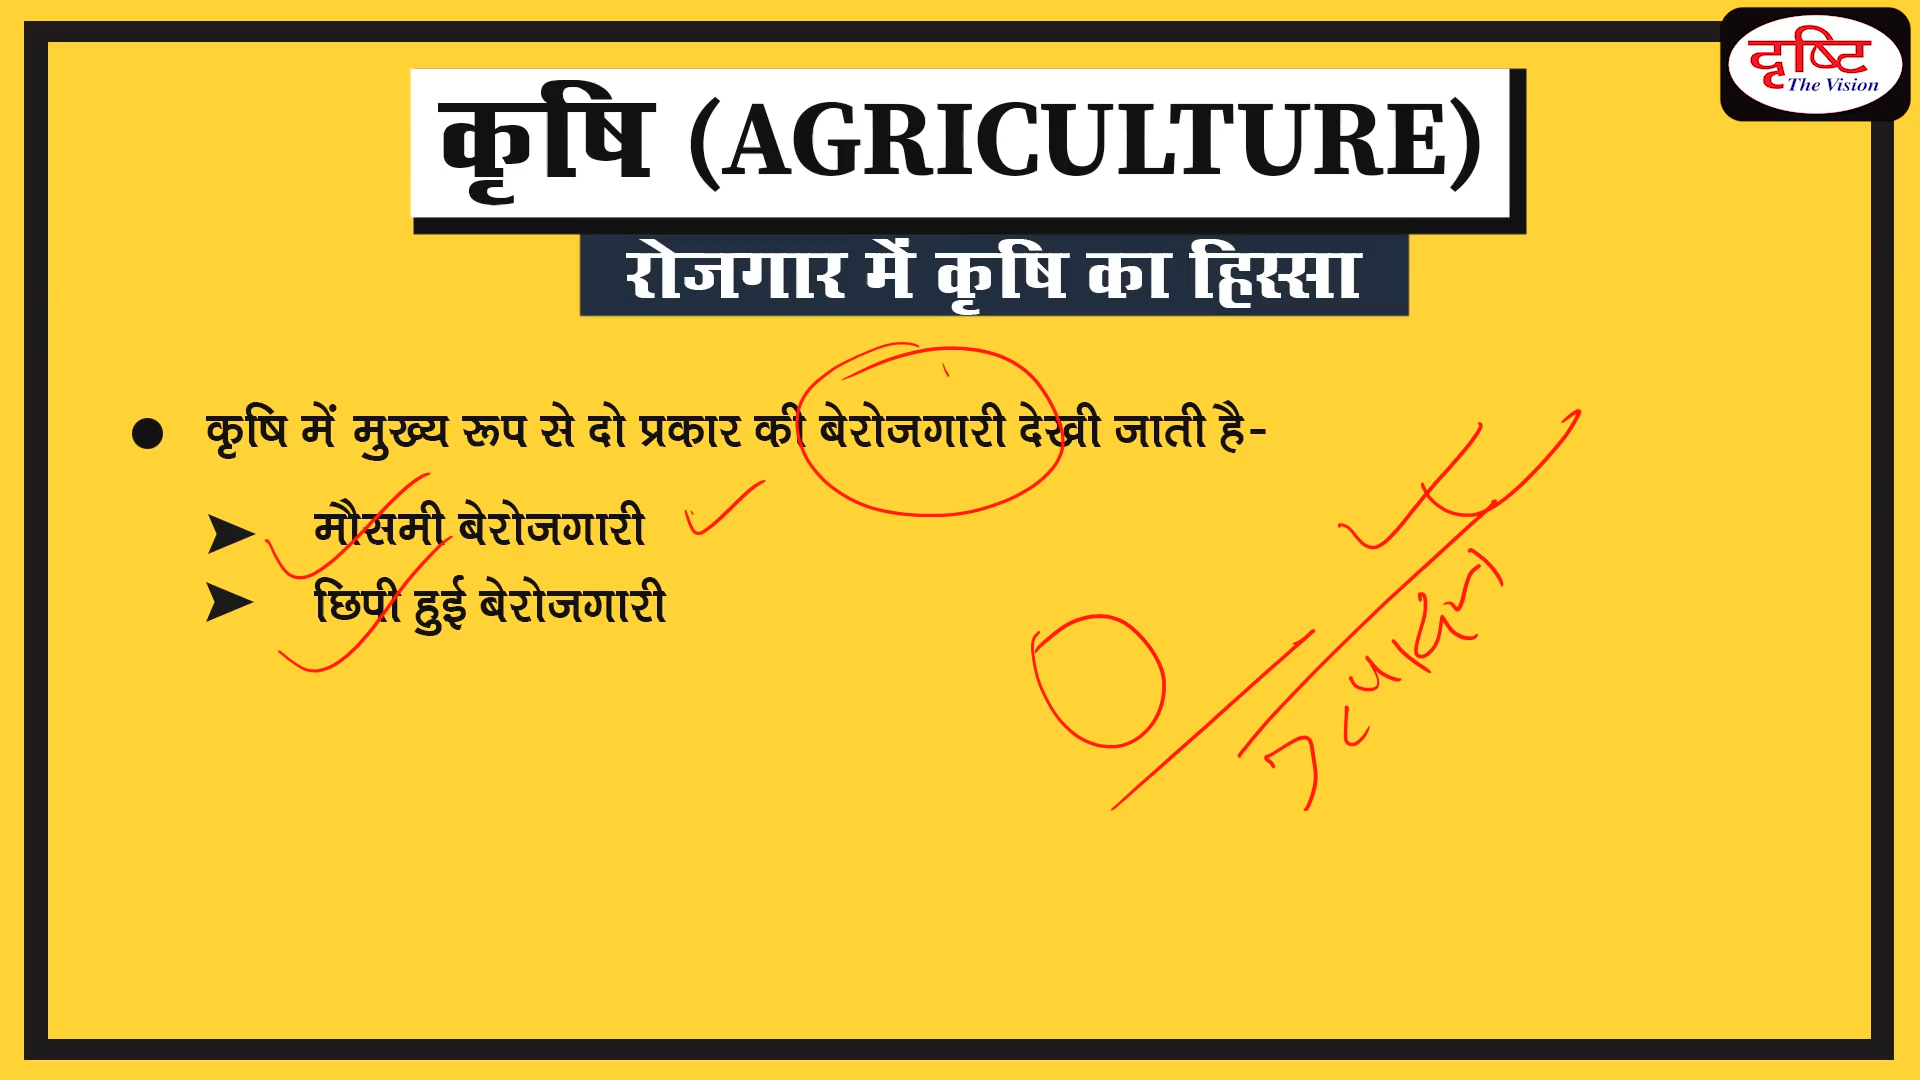 दृष्टि
The Vision
कृषि (AGRICULTURE)
रोजगार में कृषि का हिस्सा
● कृषि में मुख्य रूप से दो प्रकार की बेरोजगारी देखी जाती है-
➤ मौसमी बेरोजगारी
➤ छिपी हुई बेरोजगारी